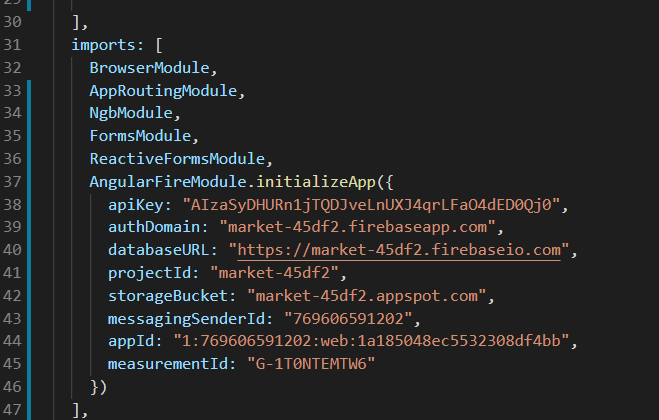 29
30 ],
31 imports: [
32 BrowserModule,
33 AppRoutingModule,
34 NgbModule,
35 FormsModule,
36 ReactiveFormsModule,
37 AngularFireModule.initializeApp({
38 apiKey: "AIzaSyDHURn1jTQDJveLnUXJ4qrLFaO4dED0Qj0",
39 authDomain: "market-45df2.firebaseapp.com",
40 databaseURL: "https://market-45df2.firebaseio.com",
41 projectId: "market-45df2",
42 storageBucket: "market-45df2.appspot.com",
43 messagingSenderId: "769606591202",
44 appId: "1:769606591202:web:1a185048ec5532308df4bb",
45 measurementId: "G-1T0NTEMTW6"
46 })
47 ],